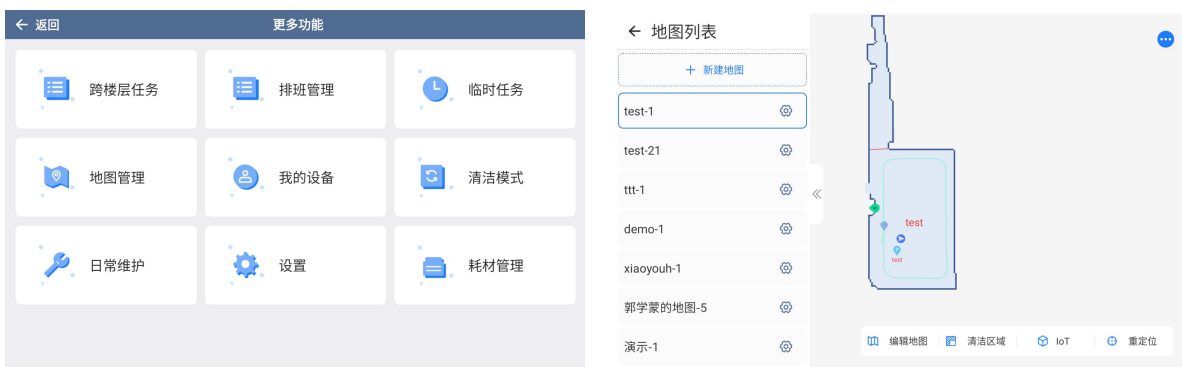 返回
更多功能
跨楼层任务
排班管理
临时任务
地图管理
我的设备
清洁模式
日常维护
设置
耗材管理
地图列表
+ 新建地图
test-1
test-21
ttt-1
demo-1
xiaoyouh-1
郭学蒙的地图-5
演示-1
test
test
编辑地图
清洁区域
IoT
重定位